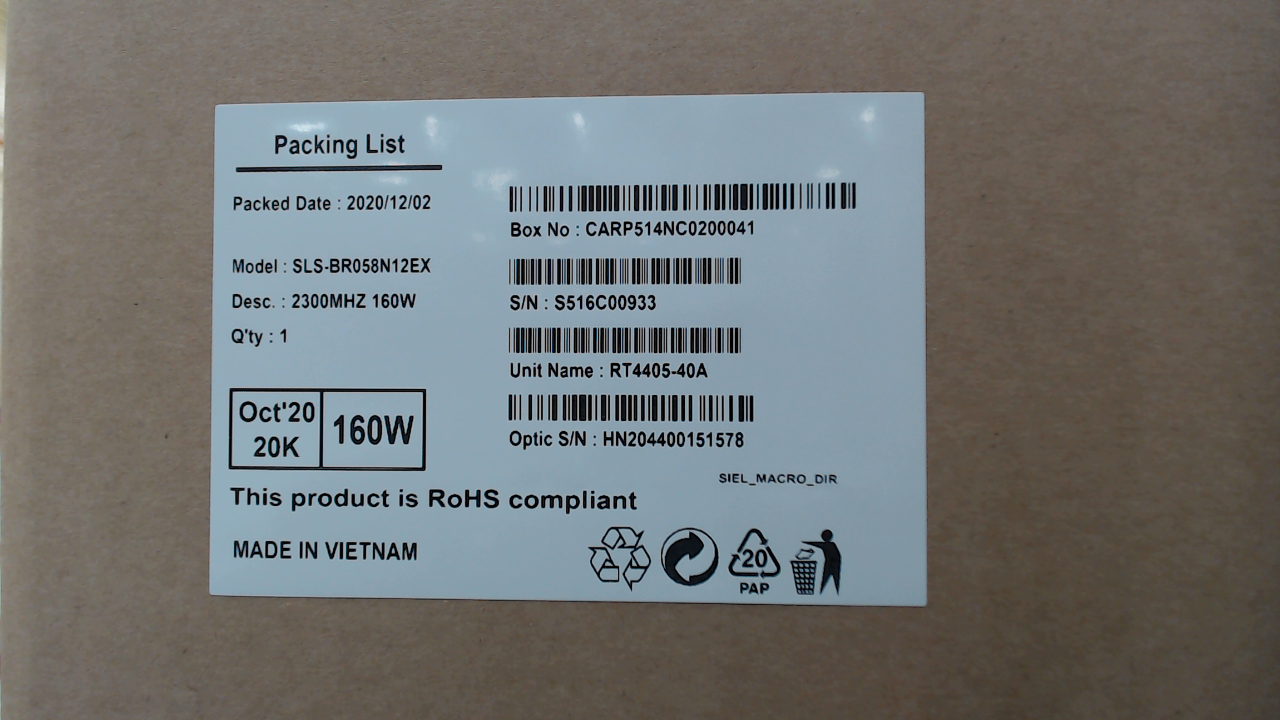 Packing List
Packed Date : 2020/12/02
Box No : CARP514NC0200041
Model : SLS-BR058N12EX
Desc. : 2300MHZ 160W
S/N : S516C00933
Q'ty : 1
Unit Name : RT4405-40A
Oct'20
20K
160W
Optic S/N : HN204400151578
SIEL_MACRO_DIR
This product is RoHS compliant
MADE IN VIETNAM
20
PAP